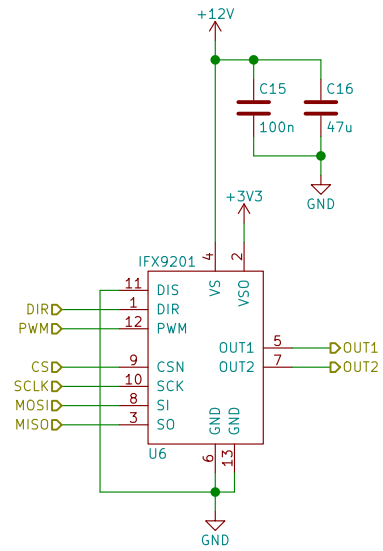 +12V
C15
100n
C16
47u
GND
+3V3
IFX9201
4
VS
2
VSO
11 DIS
DIR 1 DIR
PWM 12 PWM
OUT1 5 OUT1
OUT2 7 OUT2
CS 9 CSN
SCLK 10 SCK
MOSI 8 SI
MISO 3 SO
GND
6
GND
13
U6
GND